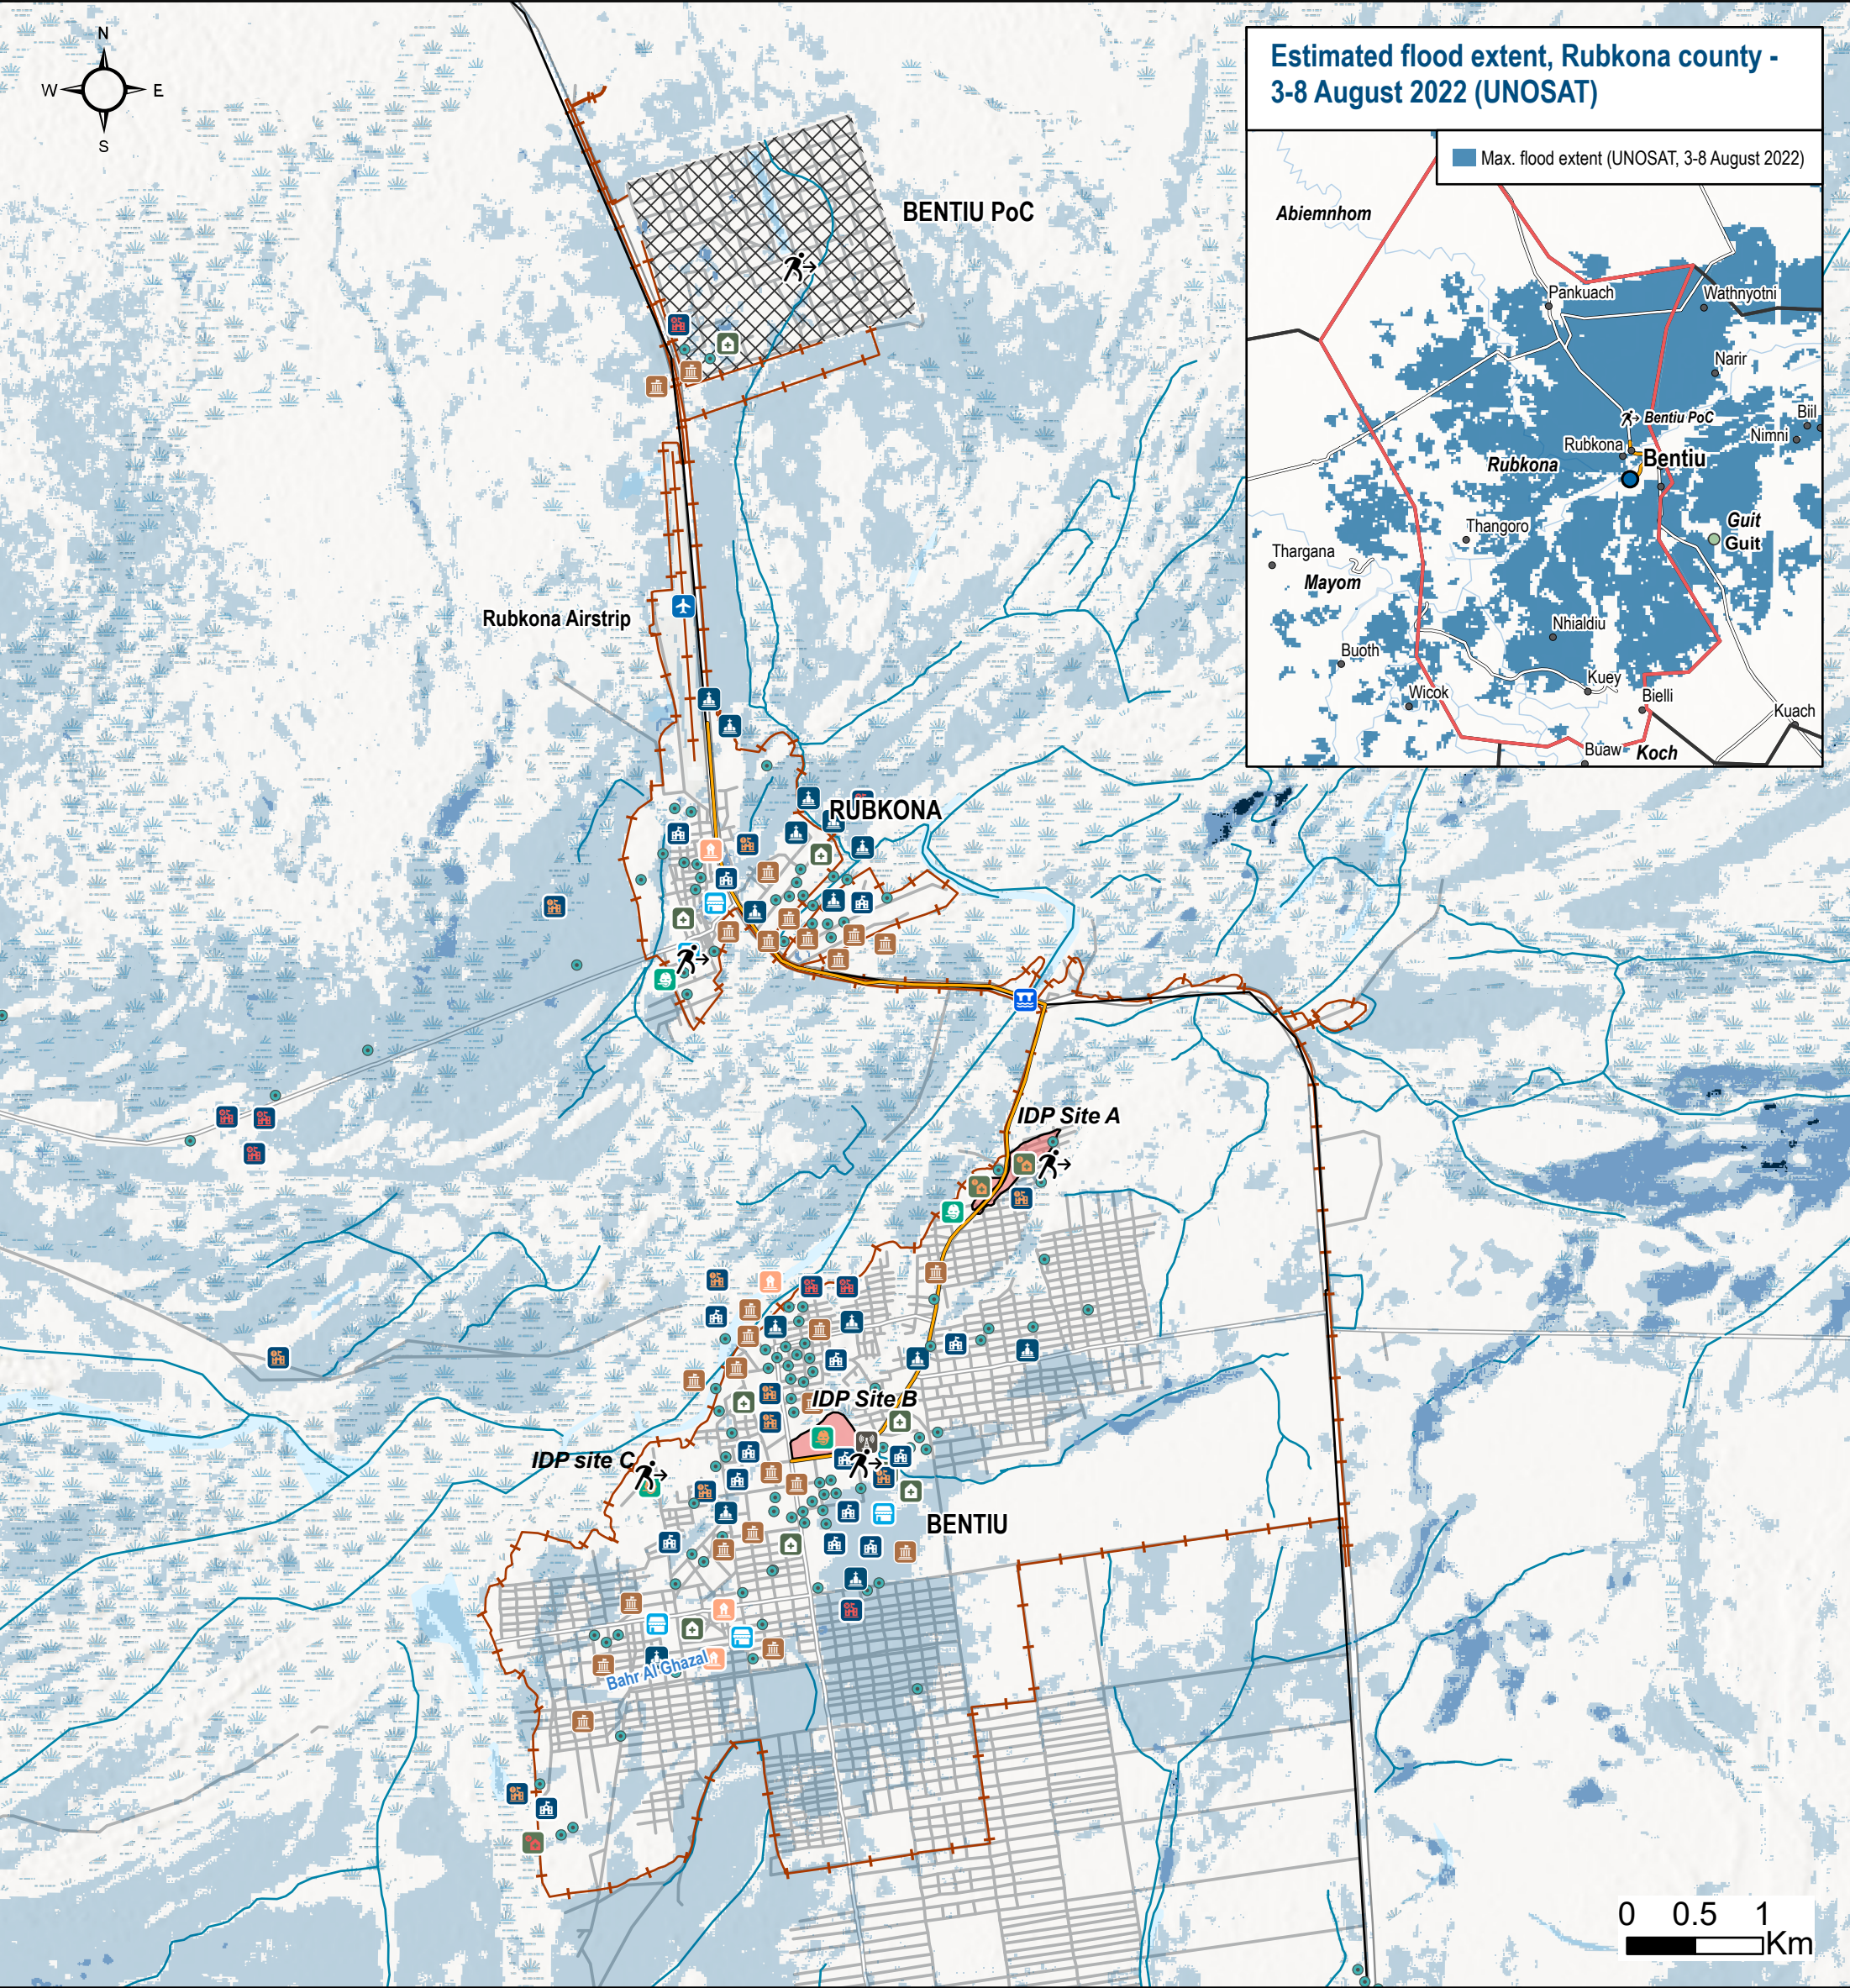 N
W E
S
Estimated flood extent, Rubkona county -
3-8 August 2022 (UNOSAT)
Max. flood extent (UNOSAT, 3-8 August 2022)
Abiemnhom
Pankuach
Wathnyotni
Narir
Biil
Bentiu PoC
Nimni
Rubkona
Bentiu
Rubkona
Guit
Thangoro
Guit
Thargana
Mayom
Nhialdiu
Buoth
Kuey
Wicok
Bielli
Kuach
Buaw
Koch
BENTIU PoC
Rubkona Airstrip
RUBKONA
IDP Site A
IDP Site B
IDP site C
BENTIU
Bahr Al Ghazal
0 0.5 1
Km